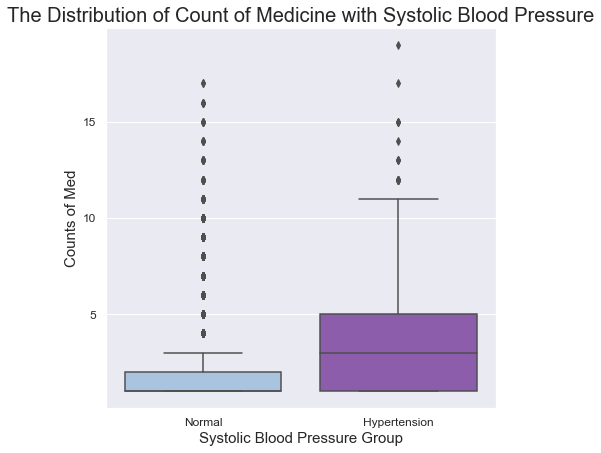 The Distribution of Count of Medicine with Systolic Blood Pressure
15
10
5
Counts of Med
Normal
Hypertension
Systolic Blood Pressure Group